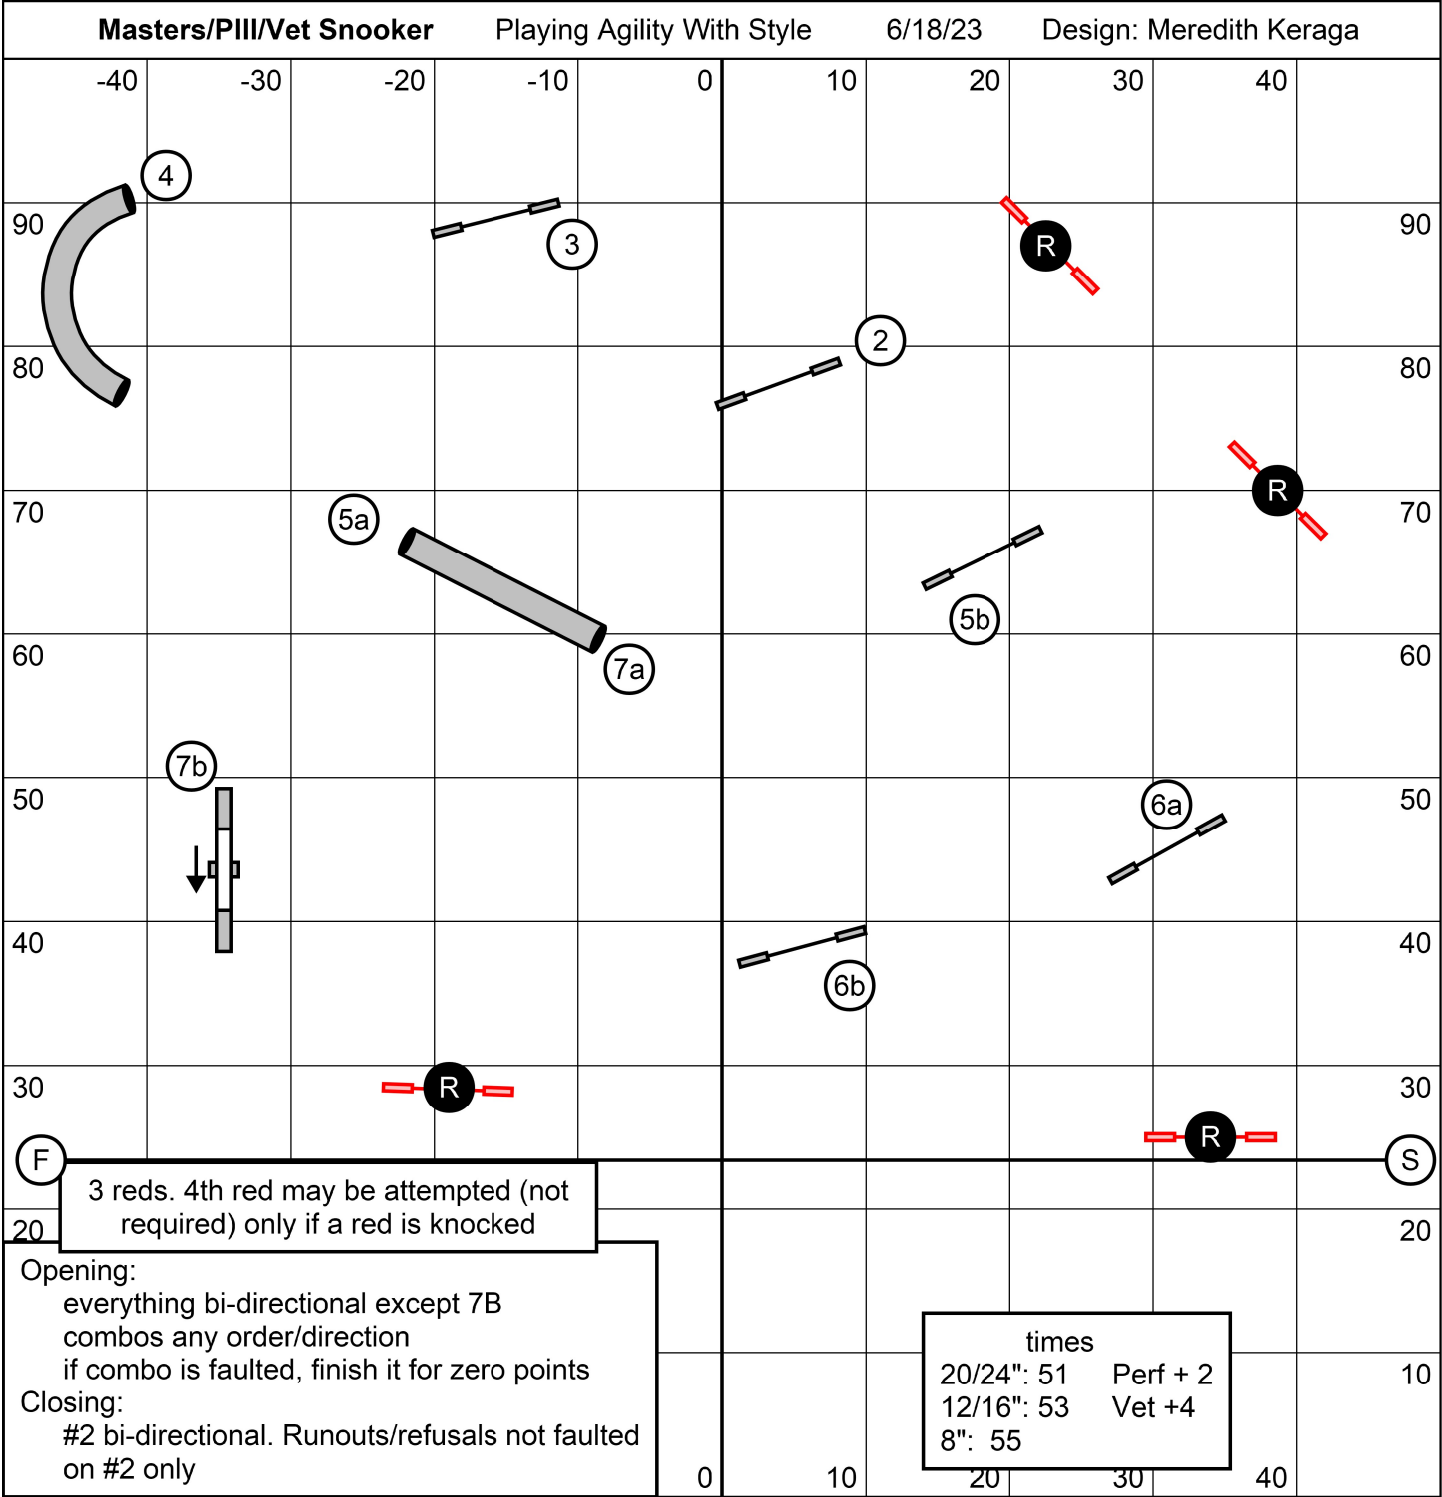 Masters/PIII/Vet Snooker Playing Agility With Style 6/18/23 Design: Meredith Keraga
-40 -30 -20 -10 0 10 20 30 40
4
90 3 R 90
2
80 80
R
70 5a 70
5b
60 7a 60
7b
50 6a 50
40 6b 40
30 R 30
R
F S
3 reds. 4th red may be attempted (not
required) only if a red is knocked
20 20
Opening:
everything bi-directional except 7B
combos any order/direction
if combo is faulted, finish it for zero points
Closing:
#2 bi-directional. Runouts/refusals not faulted
on #2 only
times
20/24": 51 Perf + 2
12/16": 53 Vet +4
8": 55
10
0 10 20 30 40